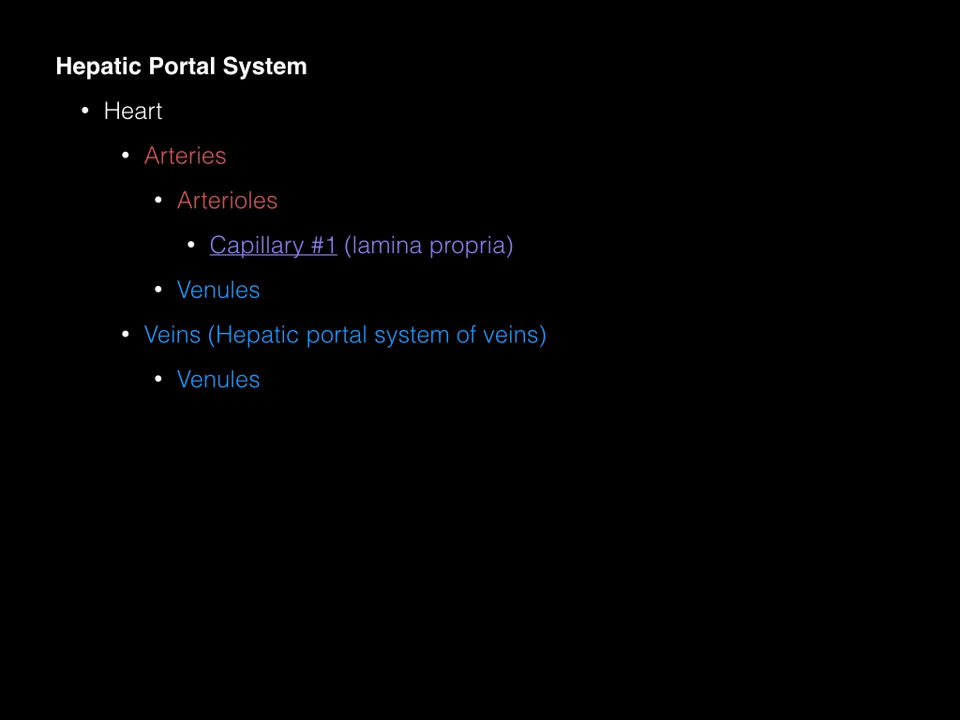 Hepatic Portal System
• Heart
• Arteries
• Arterioles
• Capillary #1 (lamina propria)
• Venules
• Veins (Hepatic portal system of veins)
• Venules